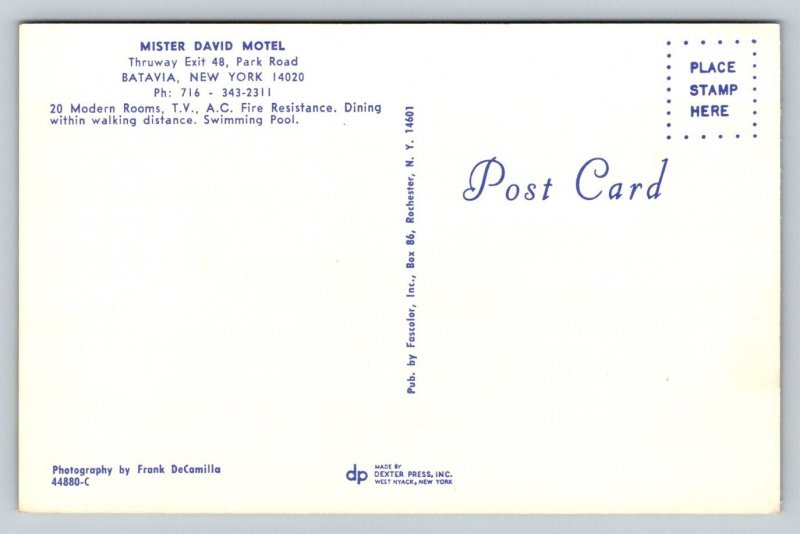 MISTER DAVID MOTEL
Thruway Exit 48, Park Road
BATAVIA, NEW YORK 14020
Ph: 716 - 343-2311
20 Modern Rooms, T.V., A.C. Fire Resistance. Dining
within walking distance. Swimming Pool.
Pub. by Fascolor, Inc., Box 86, Rochester, N. Y. 14601
PLACE
STAMP
HERE
Post Card
Photography by Frank DeCamilla
44880-C
dp
MADE BY
DEXTER PRESS, INC.
WEST NYACK, NEW YORK